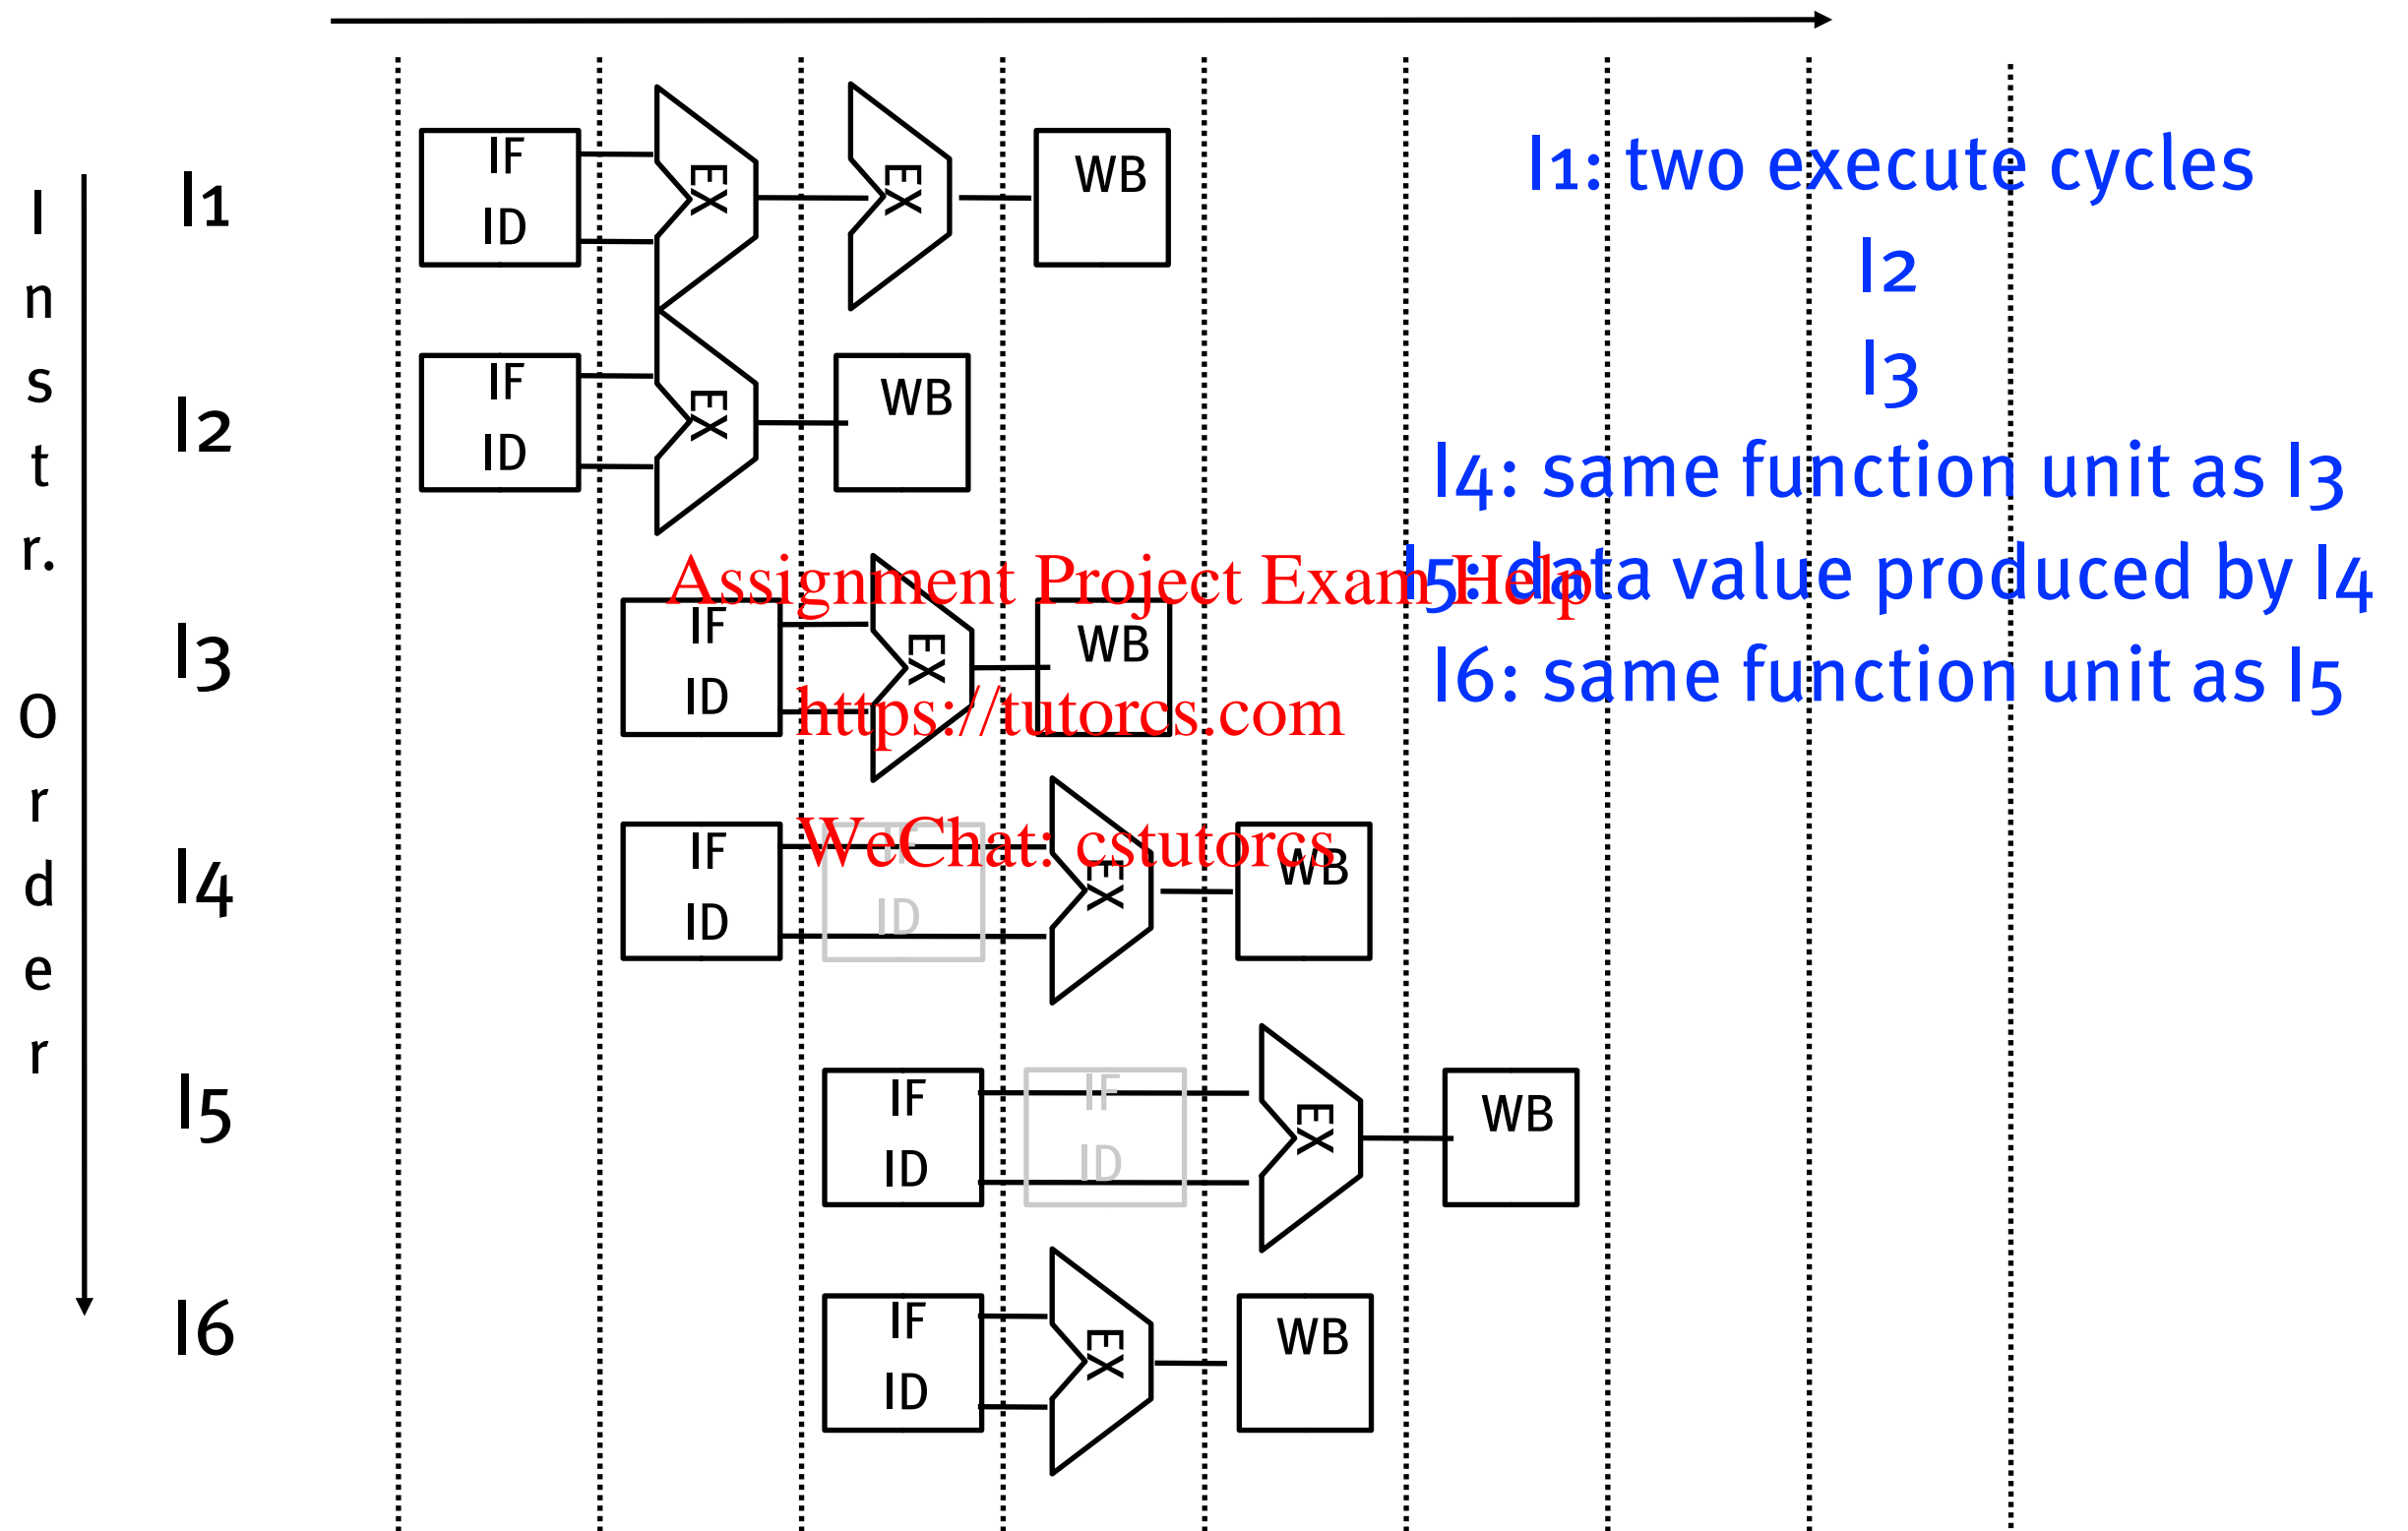 Instr. Order
I1
IF
ID
EX
EX
WB
I1: two execute cycles
I2
IF
ID
EX
WB
I2
I3
I4: same function unit as I3
I5: data value produced by I4
I6: same function unit as I5
Assignment Project Exam Help
https://tutorcs.com
WeChat: cstutorcs
I3
IF
ID
EX
WB
I4
IF
ID
IF
ID
EX
WB
I5
IF
ID
IF
ID
EX
WB
I6
IF
ID
EX
WB